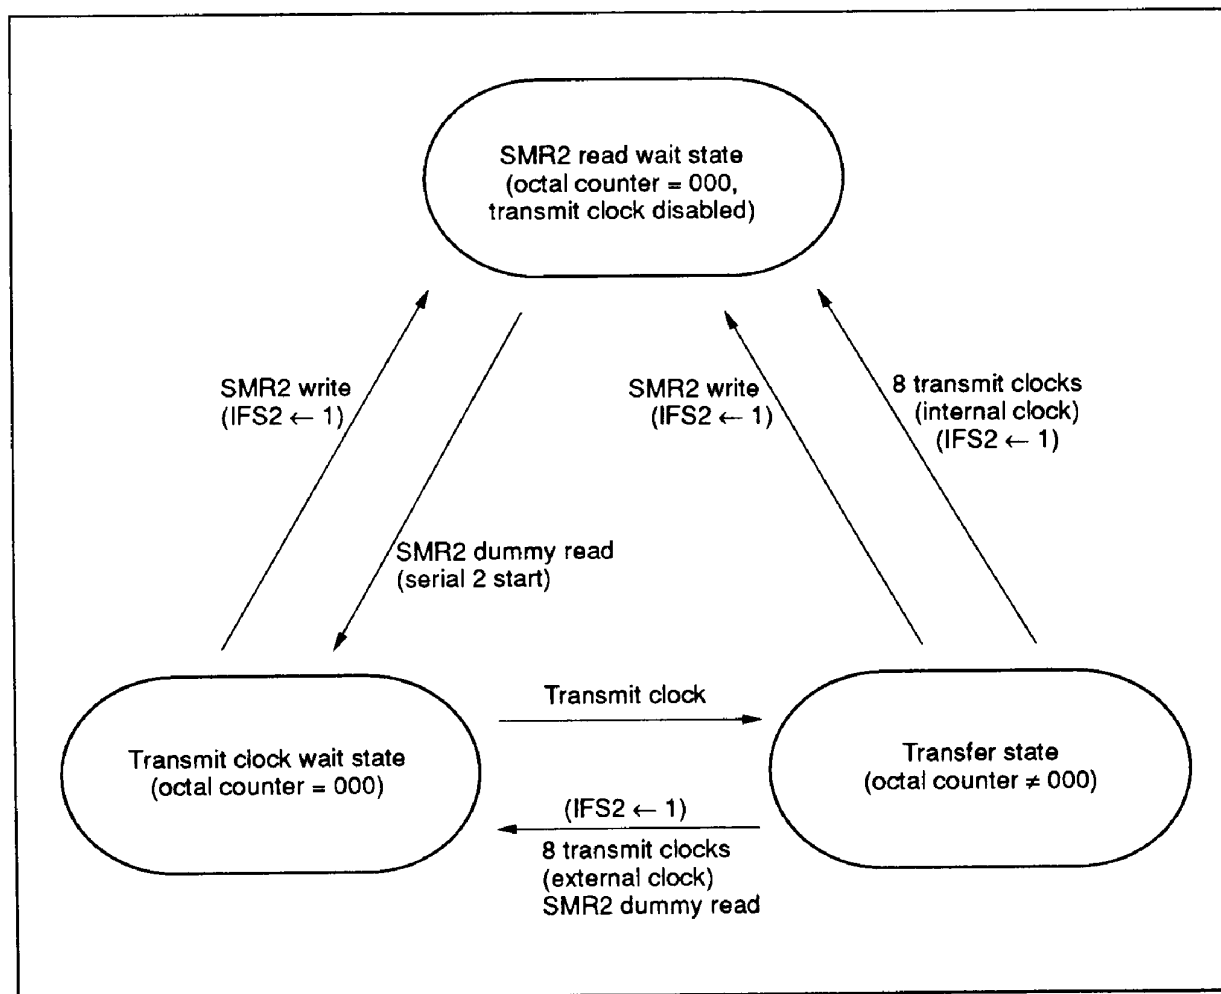 SMR2 read wait state
(octal counter = 000,
transmit clock disabled)
SMR2 write
(IFS2 ← 1)
SMR2 write
(IFS2 ← 1)
8 transmit clocks
(internal clock)
(IFS2 ← 1)
SMR2 dummy read
(serial 2 start)
Transmit clock
Transmit clock wait state
(octal counter = 000)
Transfer state
(octal counter ≠ 000)
(IFS2 ← 1)
8 transmit clocks
(external clock)
SMR2 dummy read